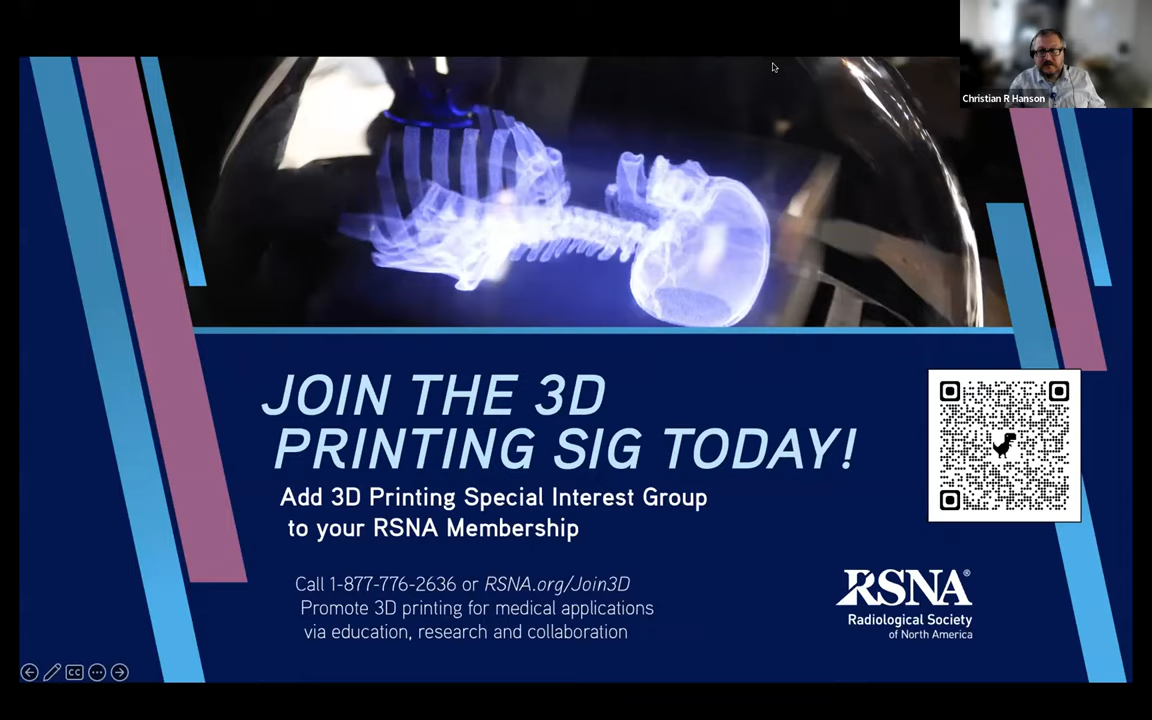 Christian R Hanson
JOIN THE 3D
PRINTING SIG TODAY!
Add 3D Printing Special Interest Group
to your RSNA Membership
Call 1-877-776-2636 or RSNA.org/Join3D
Promote 3D printing for medical applications
via education, research and collaboration
RSNA®
Radiological Society
of North America
CC